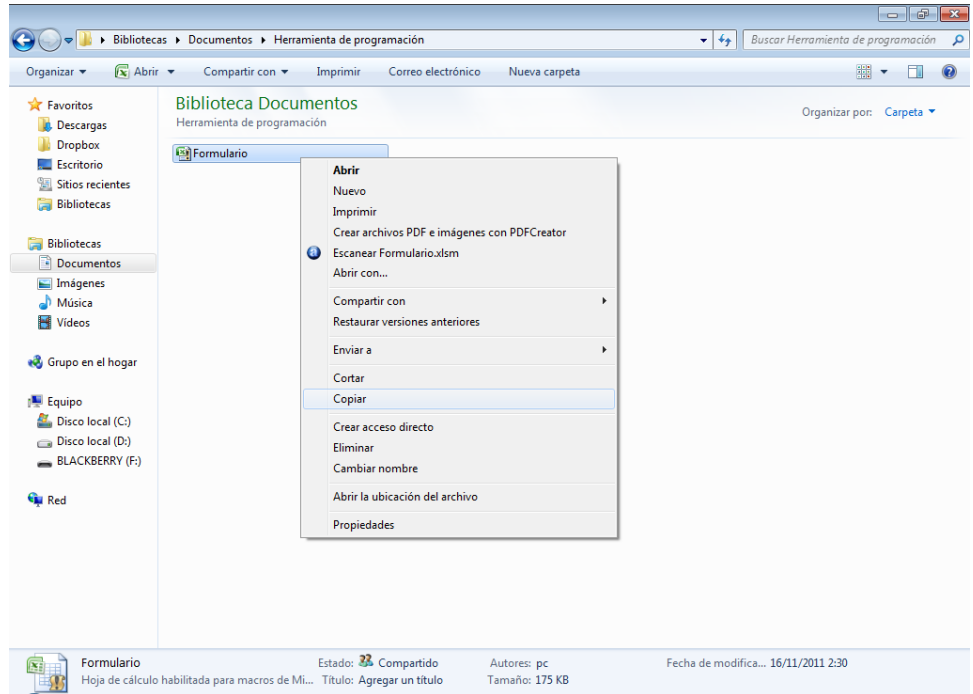 Bibliotecas Documentos Herramienta de programación Buscar Herramienta de programación
Organizar Abrir Compartir con Imprimir Correo electrónico Nueva carpeta
Favoritos
Descargas
Dropbox
Escritorio
Sitios recientes
Bibliotecas
Bibliotecas
Documentos
Imágenes
Música
Vídeos
Grupo en el hogar
Equipo
Disco local (C:)
Disco local (D:)
BLACKBERRY (F:)
Red
Biblioteca Documentos
Herramienta de programación
Organizar por: Carpeta
Formulario
Abrir
Nuevo
Imprimir
Crear archivos PDF e imágenes con PDFCreator
Escanear Formulario.xlsm
Abrir con...
Compartir con
Restaurar versiones anteriores
Enviar a
Cortar
Copiar
Crear acceso directo
Eliminar
Cambiar nombre
Abrir la ubicación del archivo
Propiedades
Formulario Estado: Compartido Autores: pc Fecha de modifica... 16/11/2011 2:30
Hoja de cálculo habilitada para macros de Mi... Título: Agregar un título Tamaño: 175 KB